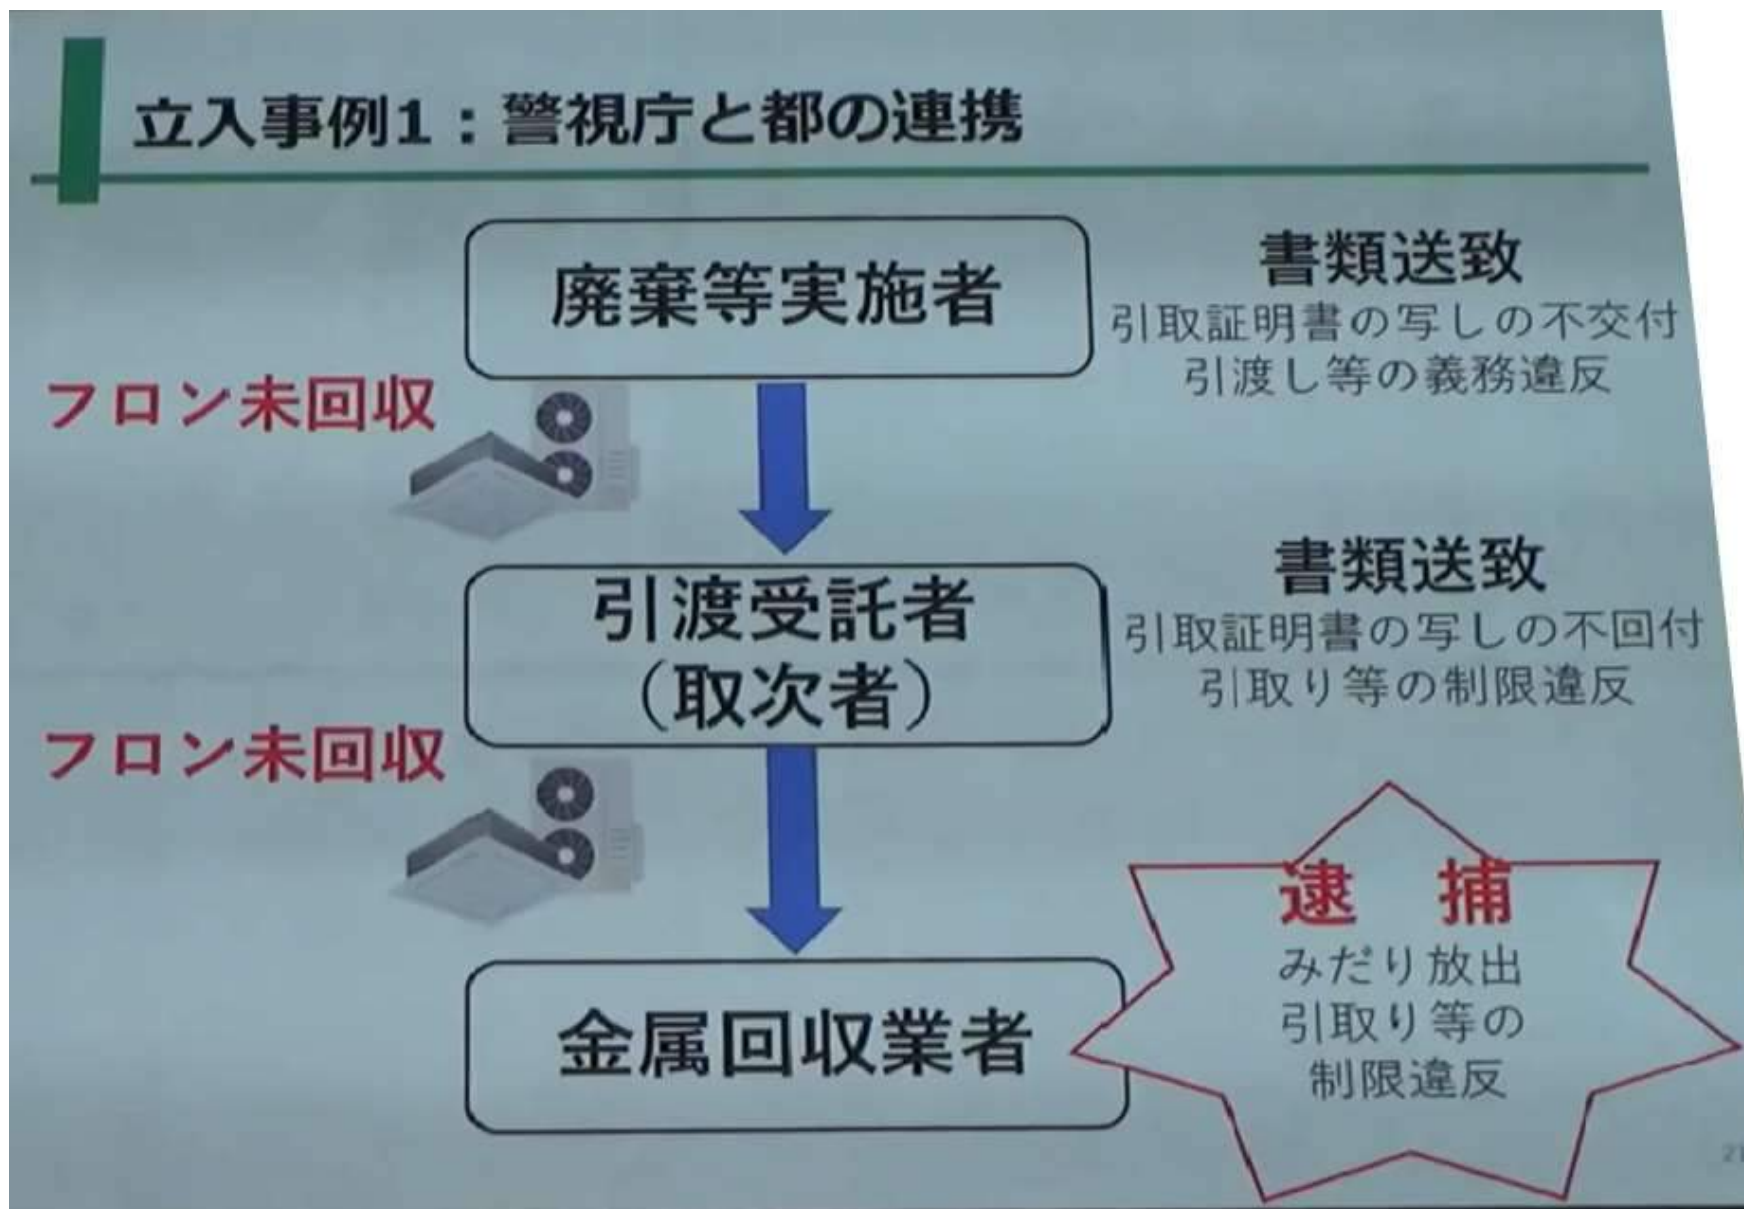 立入事例1:警視庁と都の連携
廃棄等実施者
書類送致
引取証明書の写しの不交付
引渡し等の義務違反
フロン未回収
引渡受託者
(取次者)
書類送致
引取証明書の写しの不回付
引取り等の制限違反
フロン未回収
金属回収業者
逮 捕
みだり放出
引取り等の
制限違反
21